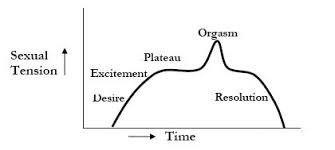 Orgasm
Sexual
Tension
Plateau
Excitement
Desire
Resolution
Time